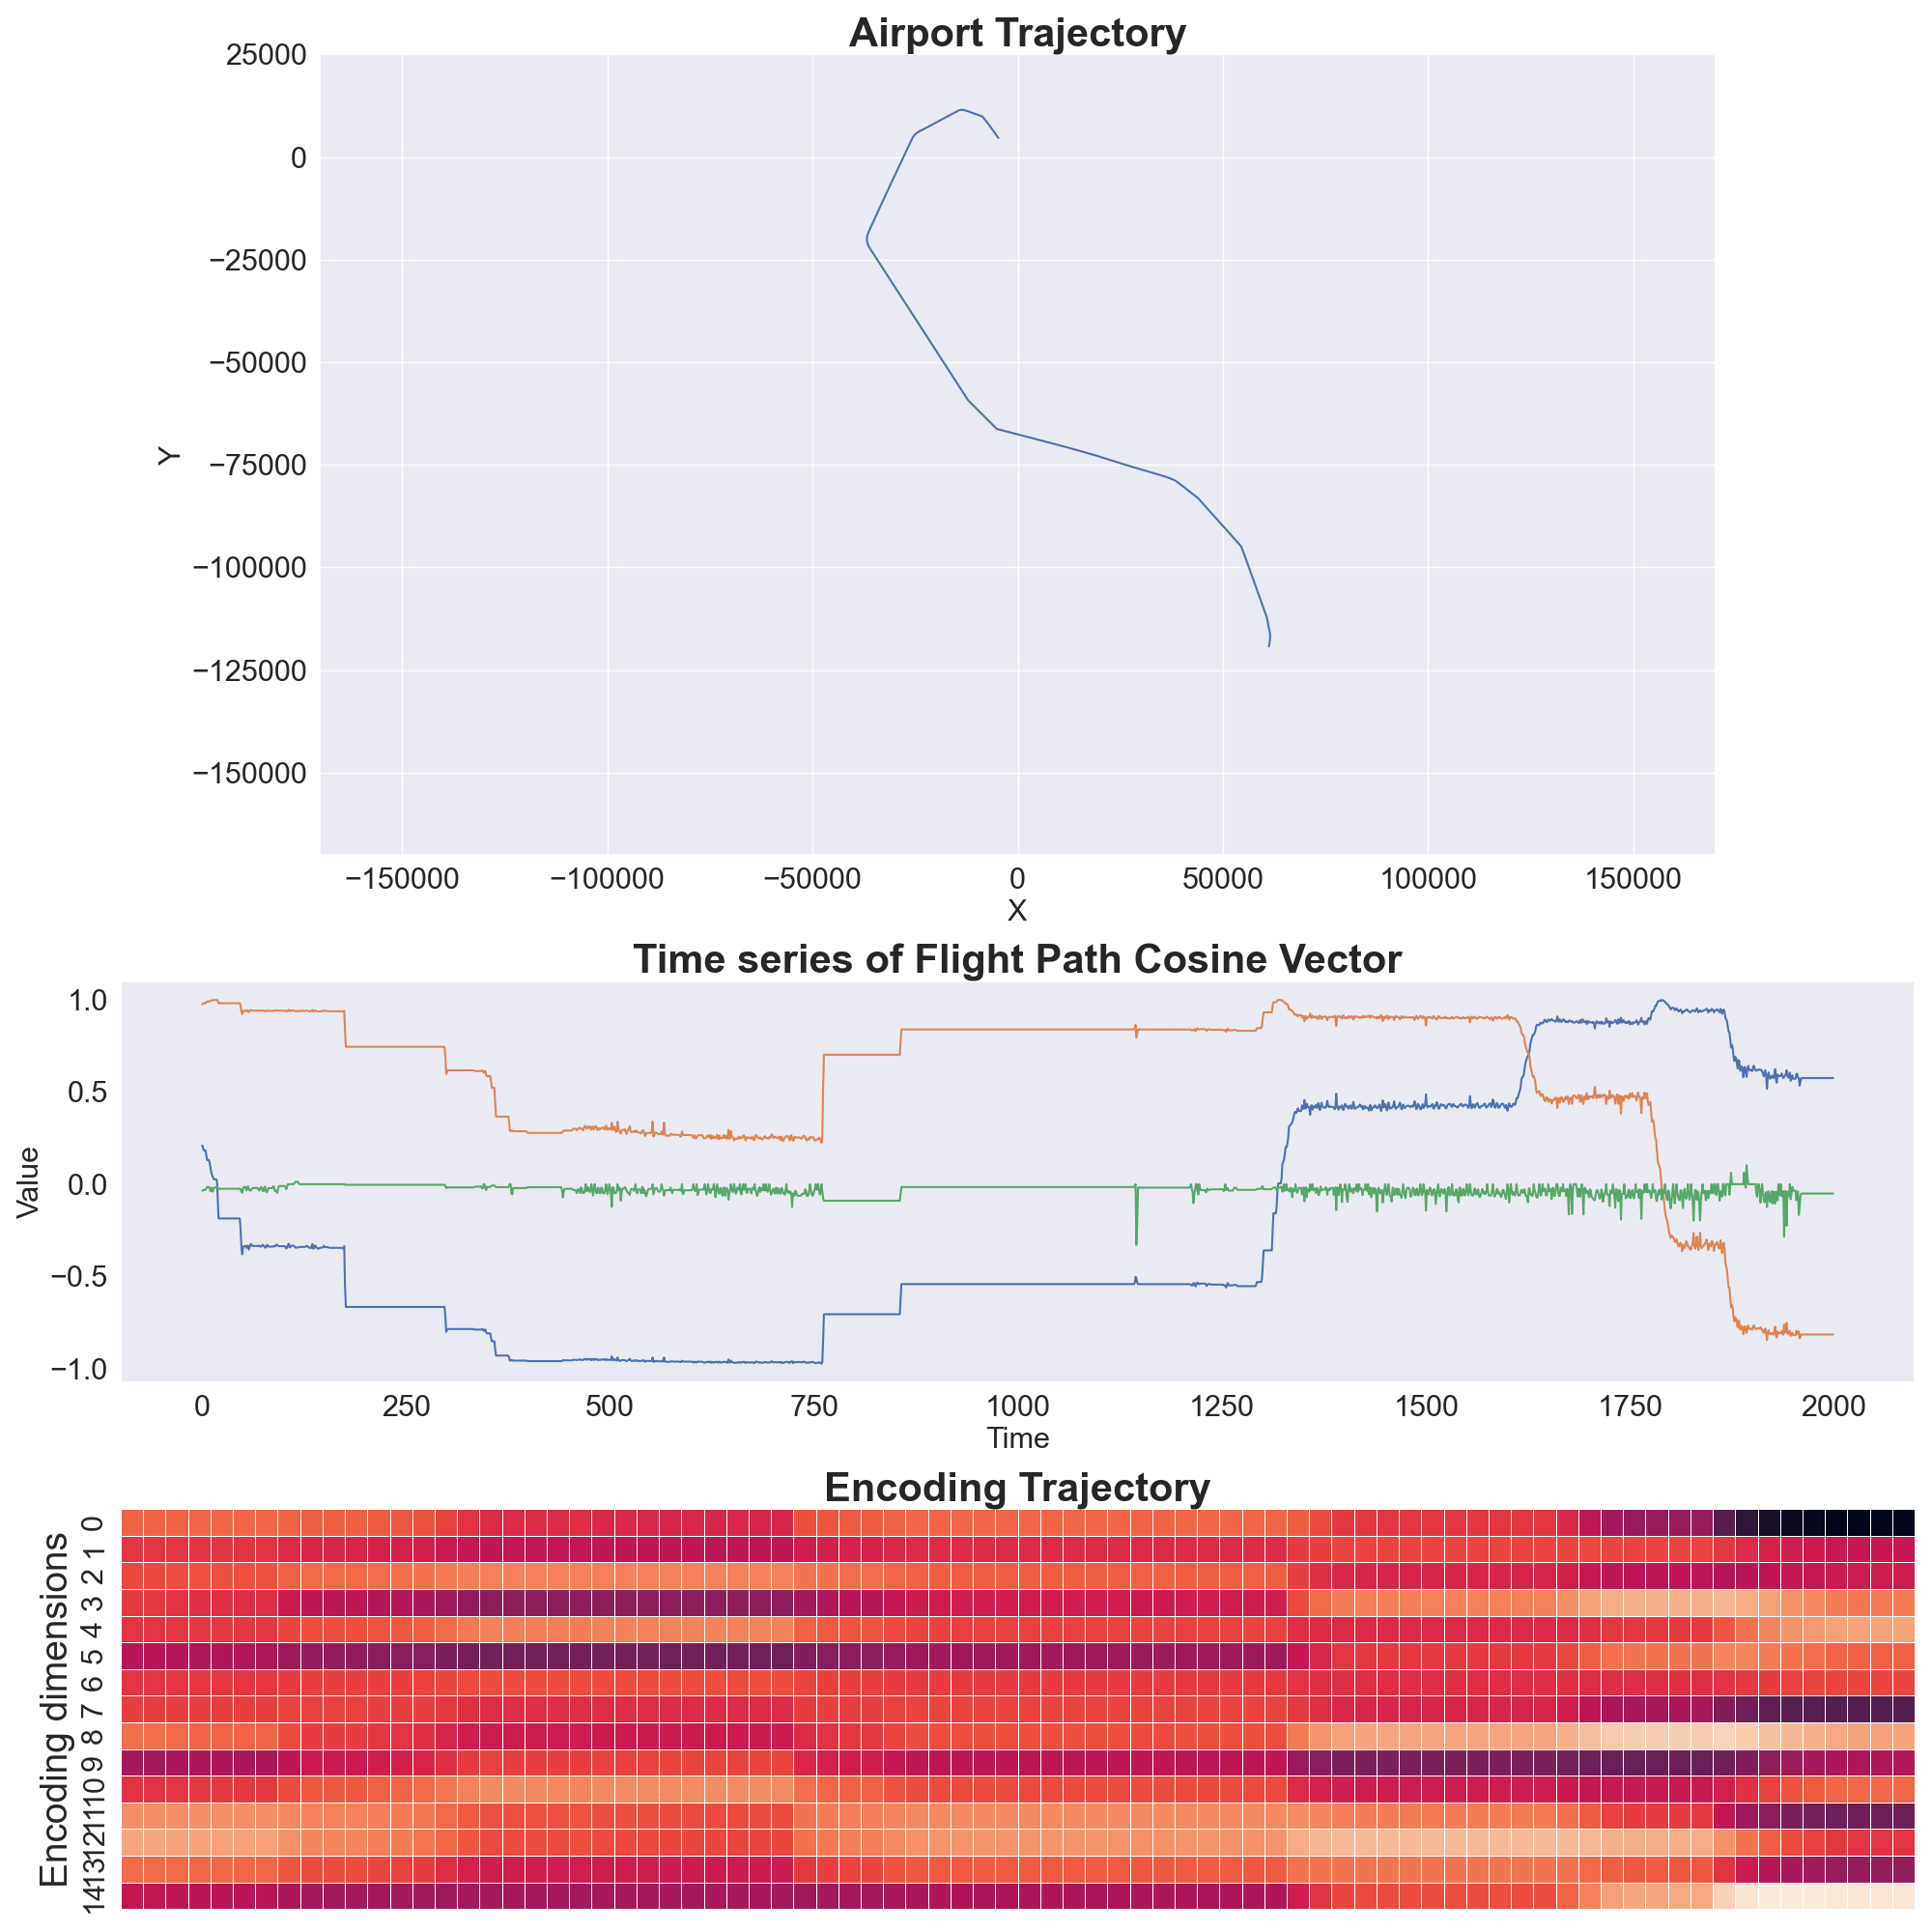 Airport Trajectory
25000
0
−25000
−50000
−75000
−100000
−125000
−150000
Y
−150000 −100000 −50000 0 50000 100000 150000
X
Time series of Flight Path Cosine Vector
1.0
0.5
0.0
−0.5
−1.0
Value
0 250 500 750 1000 1250 1500 1750 2000
Time
Encoding Trajectory
Encoding dimensions
0
1
2
3
4
5
6
7
8
9
10
11
12
13
14